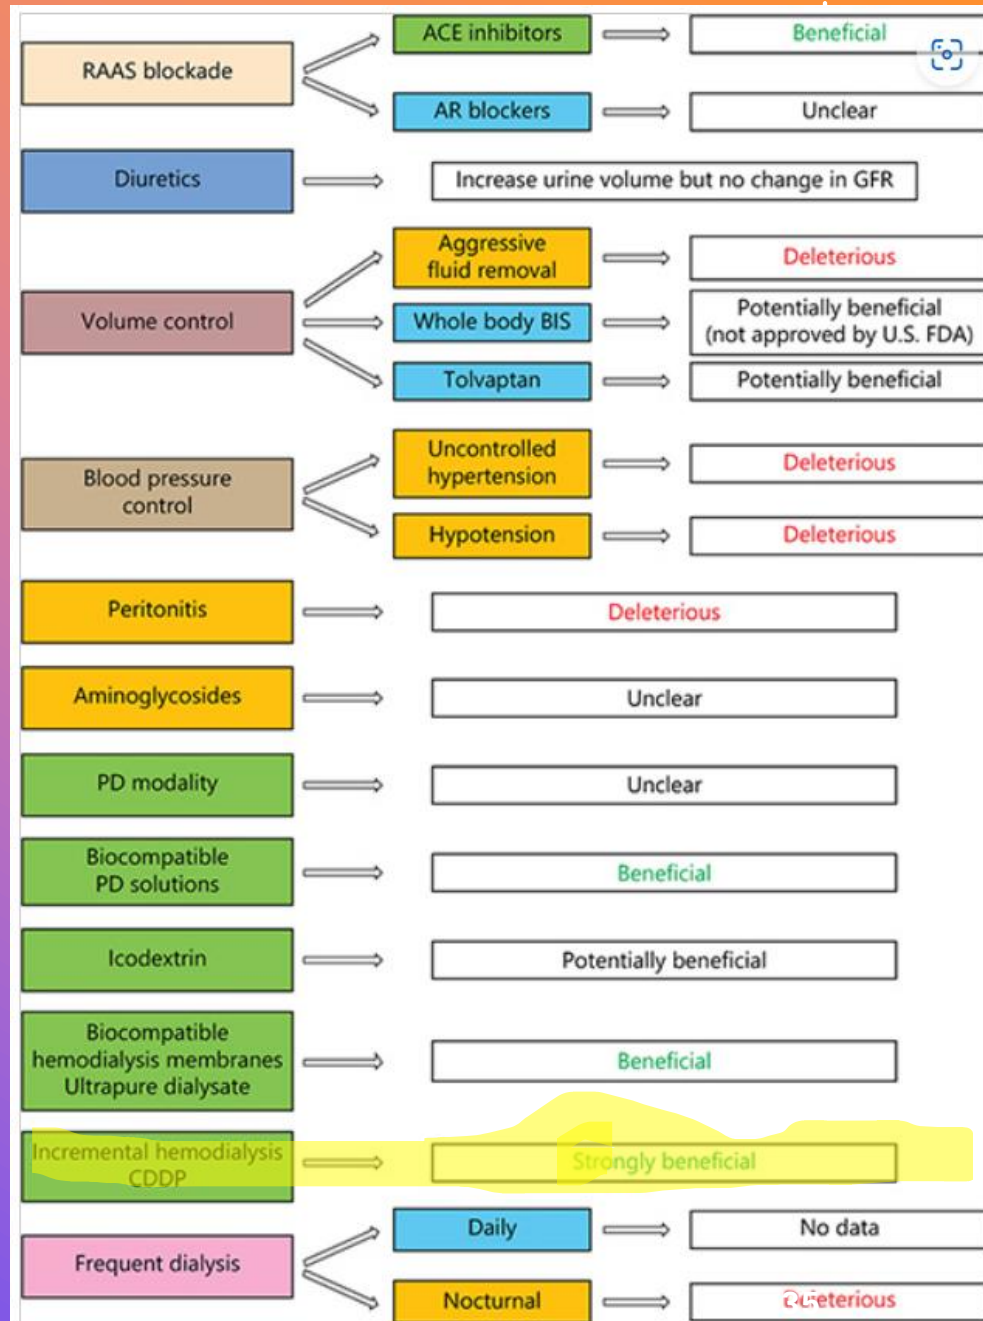 RAAS blockade
ACE inhibitors
Beneficial
AR blockers
Unclear
Diuretics
Increase urine volume but no change in GFR
Volume control
Aggressive
fluid removal
Deleterious
Whole body BIS
Potentially beneficial
(not approved by U.S. FDA)
Tolvaptan
Potentially beneficial
Blood pressure
control
Uncontrolled
hypertension
Deleterious
Hypotension
Deleterious
Peritonitis
Deleterious
Aminoglycosides
Unclear
PD modality
Unclear
Biocompatible
PD solutions
Beneficial
Icodextrin
Potentially beneficial
Biocompatible
hemodialysis membranes
Ultrapure dialysate
Beneficial
Incremental hemodialysis
CDDP
Strongly beneficial
Frequent dialysis
Daily
No data
Nocturnal
Deleterious